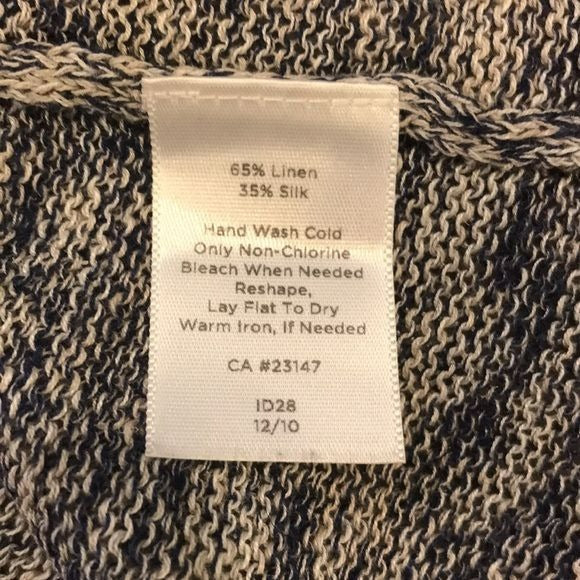 65% Linen
35% Silk
Hand Wash Cold
Only Non-Chlorine
Bleach When Needed
Reshape,
Lay Flat To Dry
Warm Iron, If Needed
CA #23147
ID28
12/10